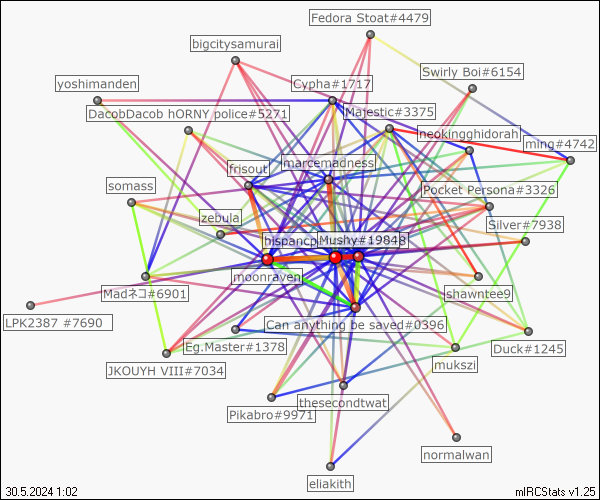 Fedora Stoat#4479
bigcitysamurai
Swirly Boi#6154
yoshimanden
Cypha#1717
DacobDacob hORNY police#5271
Majestic#3375
neokingghidorah
ming#4742
marcemadness
frisout
somass
Pocket Persona#3326
zebula
Silver#7938
hispancp
Mushy#1984
moonraven
shawntee9
Madネコ#6901
LPK2387 #7690
Can anything be saved#0396
Eg.Master#1378
Duck#1245
mukszi
JKOUYH VIII#7034
thesecondtwat
Pikabro#9971
normalwan
eliakith
30.5.2024 1:02
mIRCStats v1.25